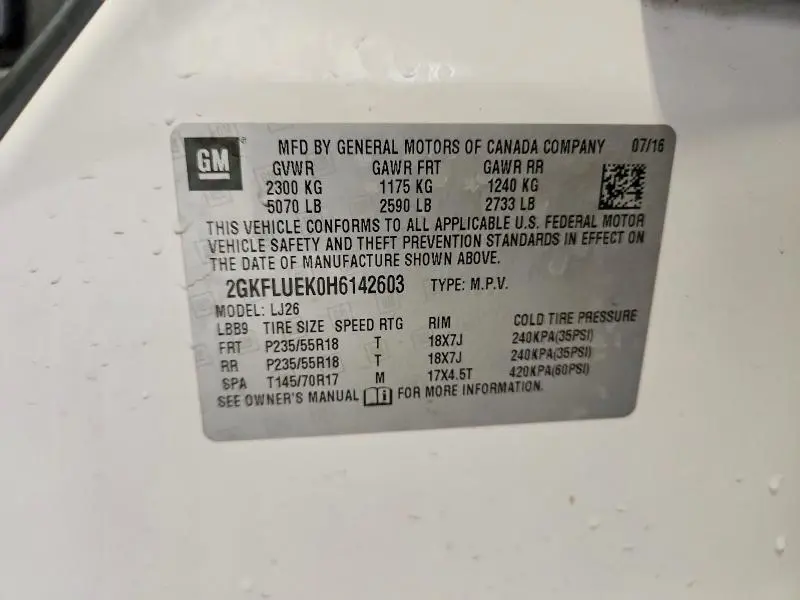 GM
MFD BY GENERAL MOTORS OF CANADA COMPANY 07/16
GVWR GAWR FRT GAWR RR
2300 KG 1175 KG 1240 KG
5070 LB 2590 LB 2733 LB
THIS VEHICLE CONFORMS TO ALL APPLICABLE U.S. FEDERAL MOTOR
VEHICLE SAFETY AND THEFT PREVENTION STANDARDS IN EFFECT ON
THE DATE OF MANUFACTURE SHOWN ABOVE.
2GKFLUEK0H6142603 TYPE: M.P.V.
MODEL: LJ26
LBB9 TIRE SIZE SPEED RTG RIM COLD TIRE PRESSURE
FRT P235/55R18 T 18X7J 240KPA(35PSI)
RR P235/55R18 T 18X7J 240KPA(35PSI)
SPA T145/70R17 M 17X4.5T 420KPA(60PSI)
SEE OWNER'S MANUAL FOR MORE INFORMATION.